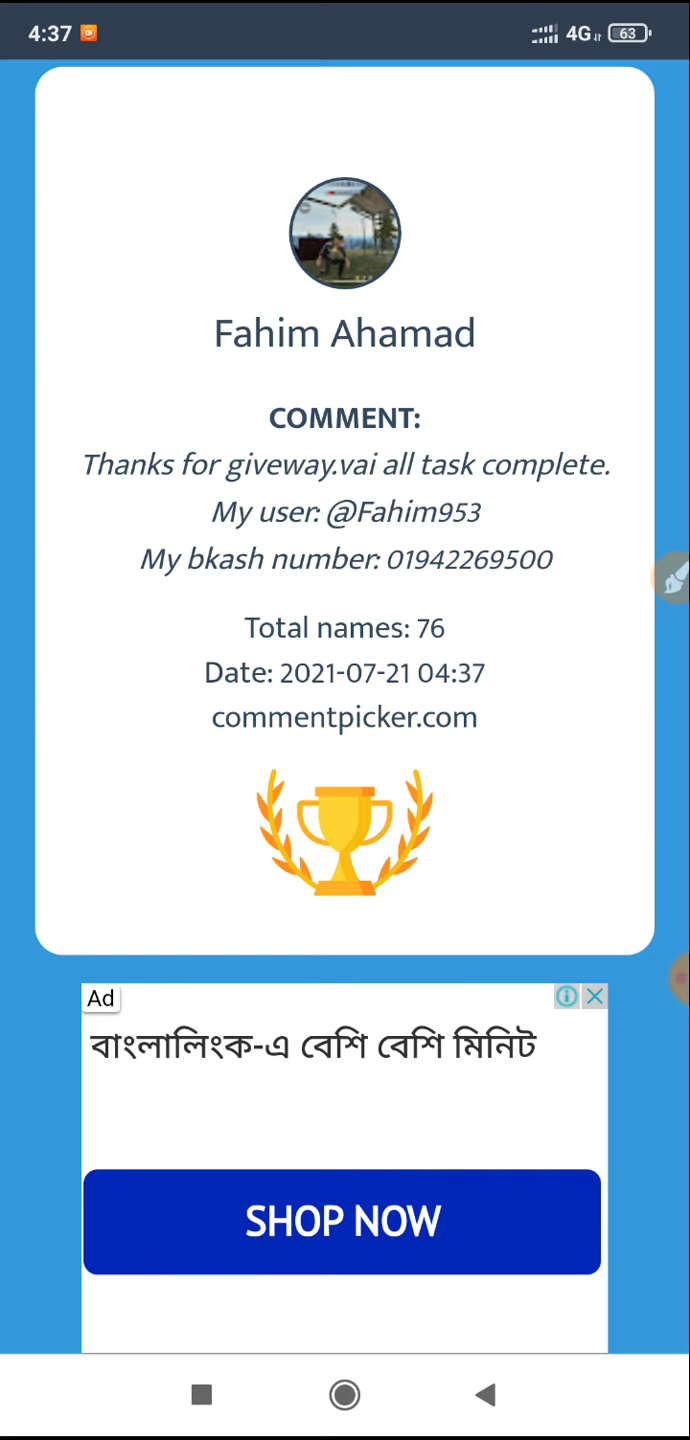 4:37
4G 63
Fahim Ahamad
COMMENT:
Thanks for giveway.vai all task complete.
My user: @Fahim953
My bkash number: 01942269500
Total names: 76
Date: 2021-07-21 04:37
commentpicker.com
Ad
বাংলালিংক-এ বেশি বেশি মিনিট
SHOP NOW